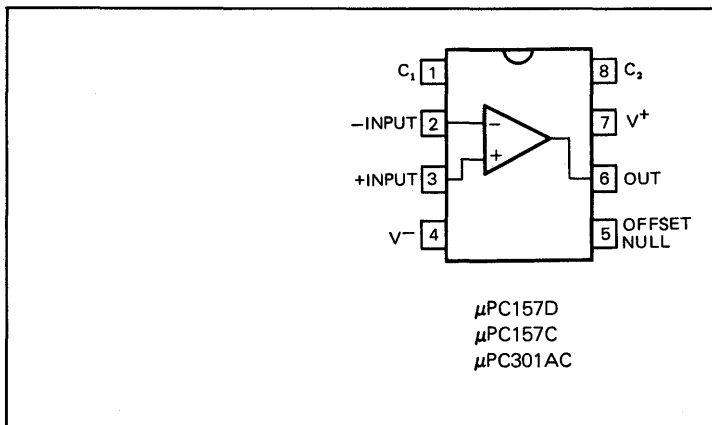 C₁ 1 8 C₂
−INPUT 2 − 7 V⁺
+INPUT 3 + 6 OUT
V⁻ 4 5 OFFSET
NULL
μPC157D
μPC157C
μPC301AC